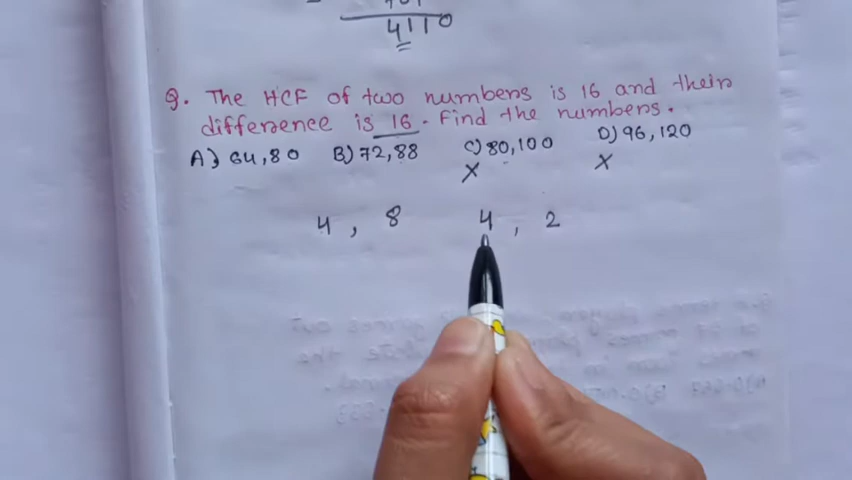 4110
Q. The HCF of two numbers is 16 and their
difference is 16. Find the numbers.
A) 64,80 B) 72,88 C) 80,100 D) 96,120
X X
4 , 8 4 , 2